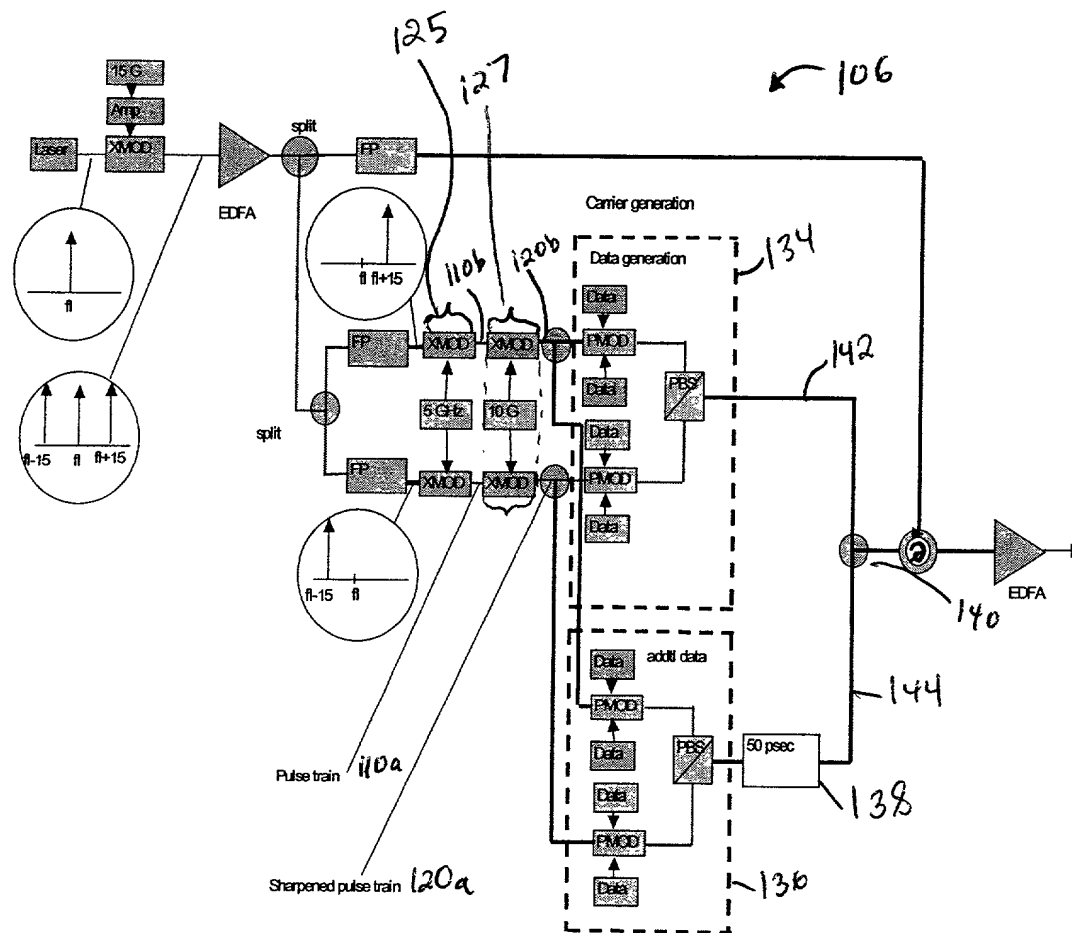 125
127
106
15 G
Amp
Laser
XMOD
EDFA
split
FP
fl
fl fl+15
110b
120b
Carrier generation
134
Data generation
Data
PMOD
Data
PBS
142
FP
XMOD
XMOD
5 GHz
10 G
split
fl-15 fl fl+15
Data
PMOD
Data
FP
XMOD
XMOD
fl-15 fl
140
EDFA
addtl data
Data
PMOD
Data
PBS
50 psec
144
138
Data
PMOD
Data
136
Pulse train 110a
Sharpened pulse train 120a